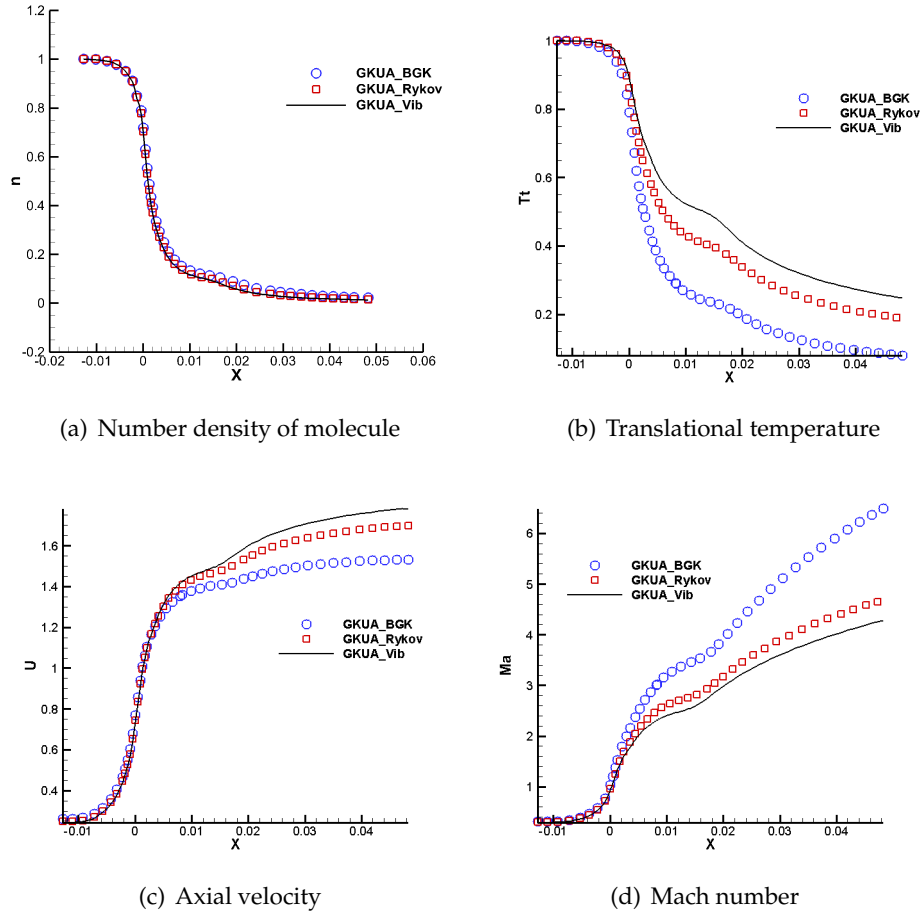 1.2
1
0.8
0.6
0.4
0.2
0
-0.2
n
-0.02 -0.01 0 0.01 0.02 0.03 0.04 0.05 0.06
X
GKUA_BGK
GKUA_Rykov
GKUA_Vib
(a) Number density of molecule
1
0.8
0.6
0.4
0.2
Tt
-0.01 0 0.01 0.02 0.03 0.04
X
GKUA_BGK
GKUA_Rykov
GKUA_Vib
(b) Translational temperature
1.6
1.4
1.2
1
0.8
0.6
0.4
U
-0.01 0 0.01 0.02 0.03 0.04
X
GKUA_BGK
GKUA_Rykov
GKUA_Vib
(c) Axial velocity
6
5
4
3
2
1
Ma
-0.01 0 0.01 0.02 0.03 0.04
X
GKUA_BGK
GKUA_Rykov
GKUA_Vib
(d) Mach number